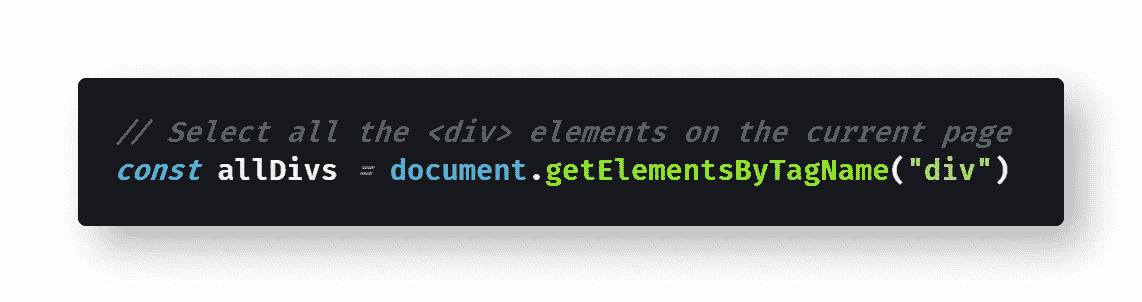 // Select all the <div> elements on the current page
const allDivs = document.getElementsByTagName("div")